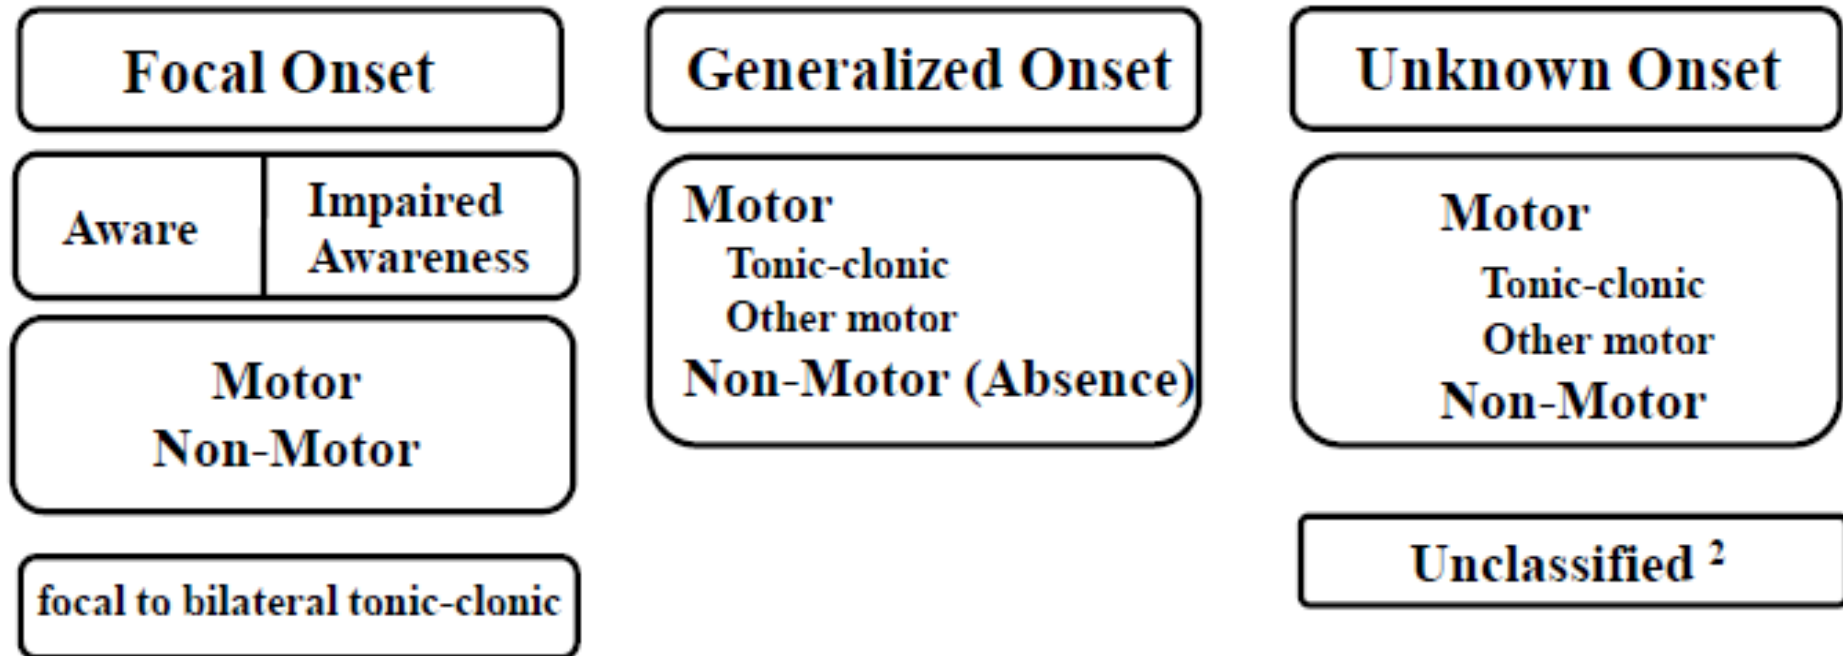 Focal Onset
Aware
Impaired
Awareness
Motor
Non-Motor
focal to bilateral tonic-clonic
Generalized Onset
Motor
Tonic-clonic
Other motor
Non-Motor (Absence)
Unknown Onset
Motor
Tonic-clonic
Other motor
Non-Motor
Unclassified ²